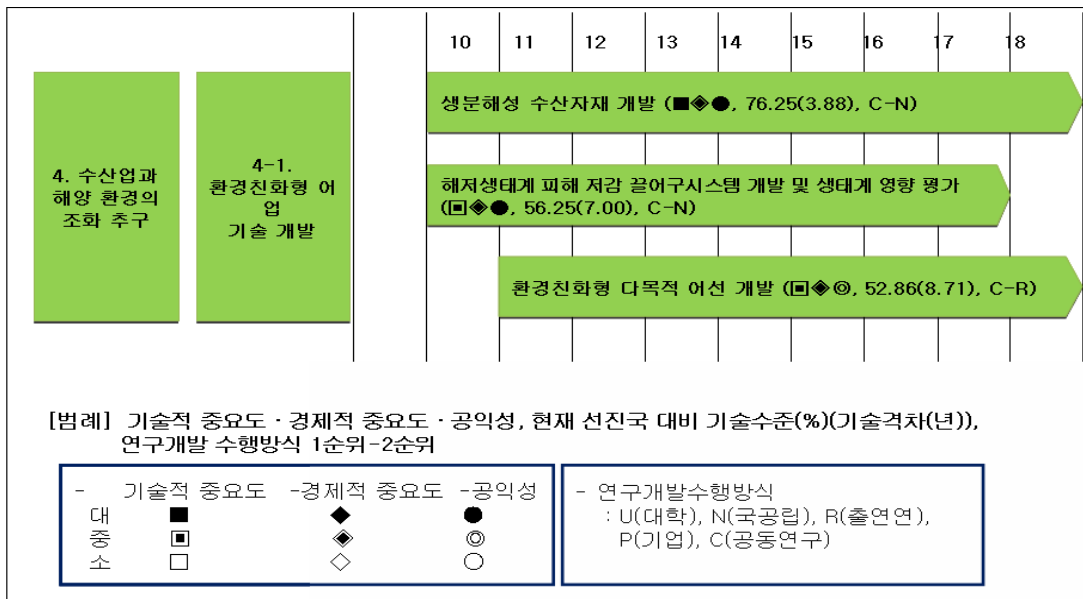 10 11 12 13 14 15 16 17 18
4. 수산업과
해양 환경의
조화 추구
4-1.
환경친화형 어
업
기술 개발
생분해성 수산자재 개발 (■◈●, 76.25(3.88), C-N)
해저생태계 피해 저감 끌어구시스템 개발 및 생태계 영향 평가
(▣◈●, 56.25(7.00), C-N)
환경친화형 다목적 어선 개발 (▣◈◎, 52.86(8.71), C-R)
[범례] 기술적 중요도 · 경제적 중요도 · 공익성, 현재 선진국 대비 기술수준(%)(기술격차(년)),
연구개발 수행방식 1순위-2순위
- 기술적 중요도 -경제적 중요도 -공익성
대 ■ ◆ ●
중 ▣ ◈ ◎
소 □ ◇ ○
- 연구개발수행방식
: U(대학), N(국공립), R(출연연),
P(기업), C(공동연구)